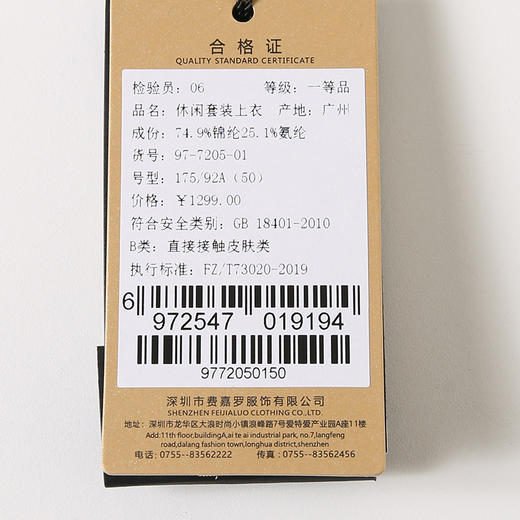 合格证
QUALITY STANDARD CERTIFICATE
检验员：06 等级：一等品
品名：休闲套装上衣 产地：广州
成份：74.9%锦纶25.1%氨纶
货号：97-7205-01
号型：175/92A（50）
价格：￥1299.00
符合安全类别：GB 18401-2010
B类：直接接触皮肤类
执行标准：FZ/T73020-2019
6 972547 019194
9772050150
深圳市费嘉罗服饰有限公司
SHENZHEN FEIJIALUO CLOTHING CO.,LTD
地址：深圳市龙华区大浪时尚小镇浪峰路7号爱特爱产业园A座11楼
Add:11th floor,buildingA,ai te ai industrial park, no.7,langfeng
road,dalang fashion town,longhua district,shenzhen
电话：0755--83562222 传真：0755--83562456